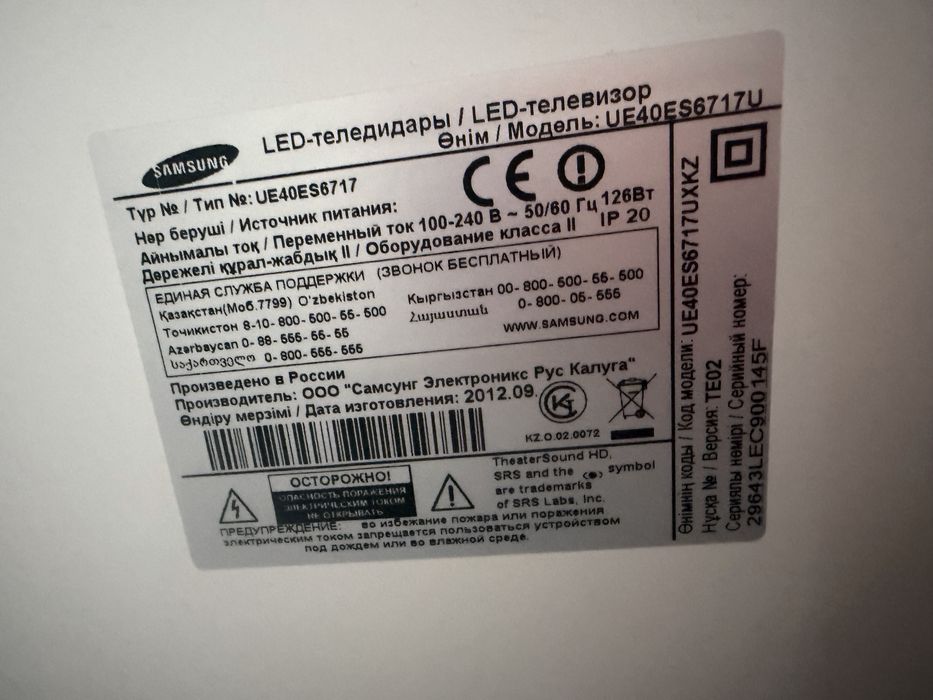 SAMSUNG
LED-теледидары / LED-телевизор
Өнім / Модель: UE40ES6717U
Түр № / Тип №: UE40ES6717
Нәр беруші / Источник питания:
Айнымалы ток / Переменный ток 100-240 В ~ 50/60 Гц 126Вт
Дәрежелі құрал-жабдық II / Оборудование класса II IP 20
ЕДИНАЯ СЛУЖБА ПОДДЕРЖКИ (ЗВОНОК БЕСПЛАТНЫЙ)
Қазақстан(Моб.7799) O'zbekiston
Точикистон 8-10-800-500-55-500
Azərbaycan 0-88-555-55-55
საქართველო 0-800-555-555
Кыргызстан 00-800-500-55-500
Հայաստան 0-800-05-555
WWW.SAMSUNG.COM
Произведено в России
Производитель: ООО "Самсунг Электроникс Рус Калуга"
Өндіру мерзімі / Дата изготовления: 2012.09.
KZ.O.02.0072
ОСТОРОЖНО!
ОПАСНОСТЬ ПОРАЖЕНИЯ
ЭЛЕКТРИЧЕСКИМ ТОКОМ
НЕ ОТКРЫВАТЬ
TheaterSound HD,
SRS and the symbol
are trademarks
of SRS Labs, Inc.
ПРЕДУПРЕЖДЕНИЕ: во избежание пожара или поражения
электрическим током запрещается пользоваться устройством
под дождем или во влажной среде.
Өнімнің коды / Код модели: UE40ES6717UXKZ
Нұсқа № / Версия: TE02
Сериялы нөмірі / Серийный номер:
29643LEC900145F